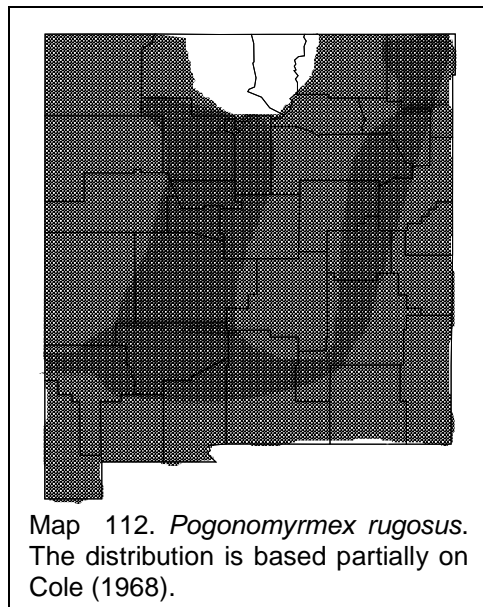 Map 112. Pogonomyrmex rugosus.
The distribution is based partially on
Cole (1968).